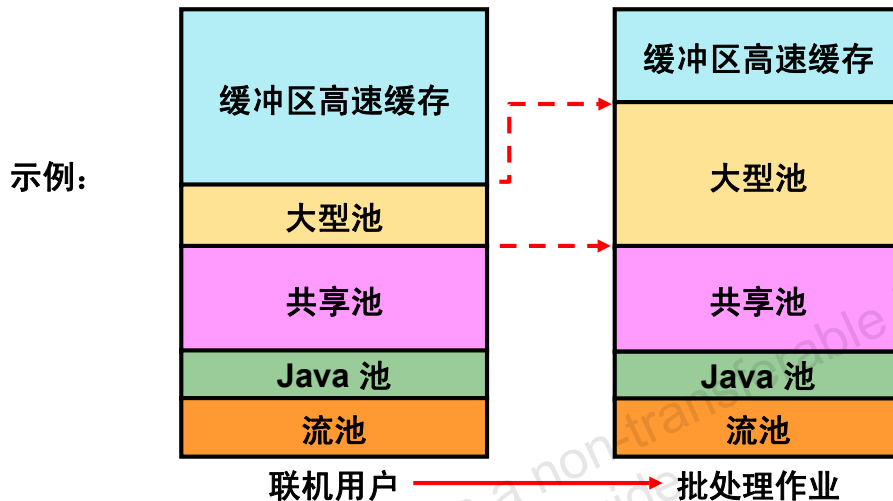 缓冲区高速缓存
大型池
共享池
Java 池
流池
缓冲区高速缓存
大型池
共享池
Java 池
流池
示例：
联机用户
批处理作业
s a non-transferable